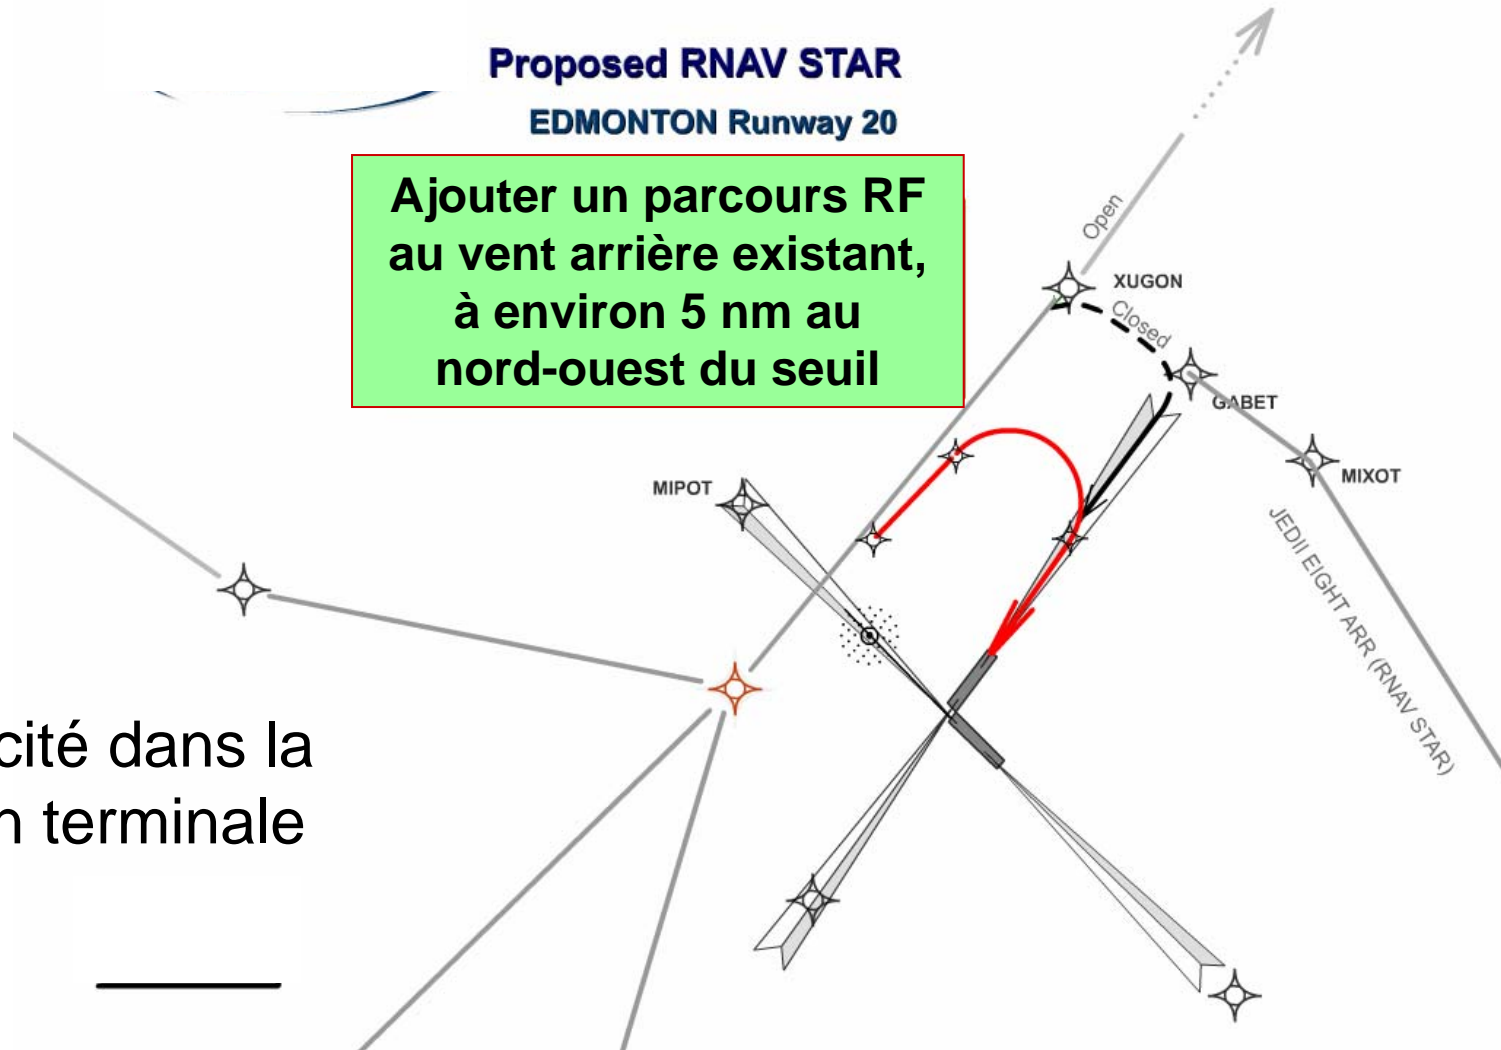 Proposed RNAV STAR
EDMONTON Runway 20
Ajouter un parcours RF
au vent arrière existant,
à environ 5 nm au
nord-ouest du seuil
Open
XUGON
Closed
GABET
MIXOT
MIPOT
JEDII EIGHT ARR (RNAV STAR)
cité dans la
n terminale